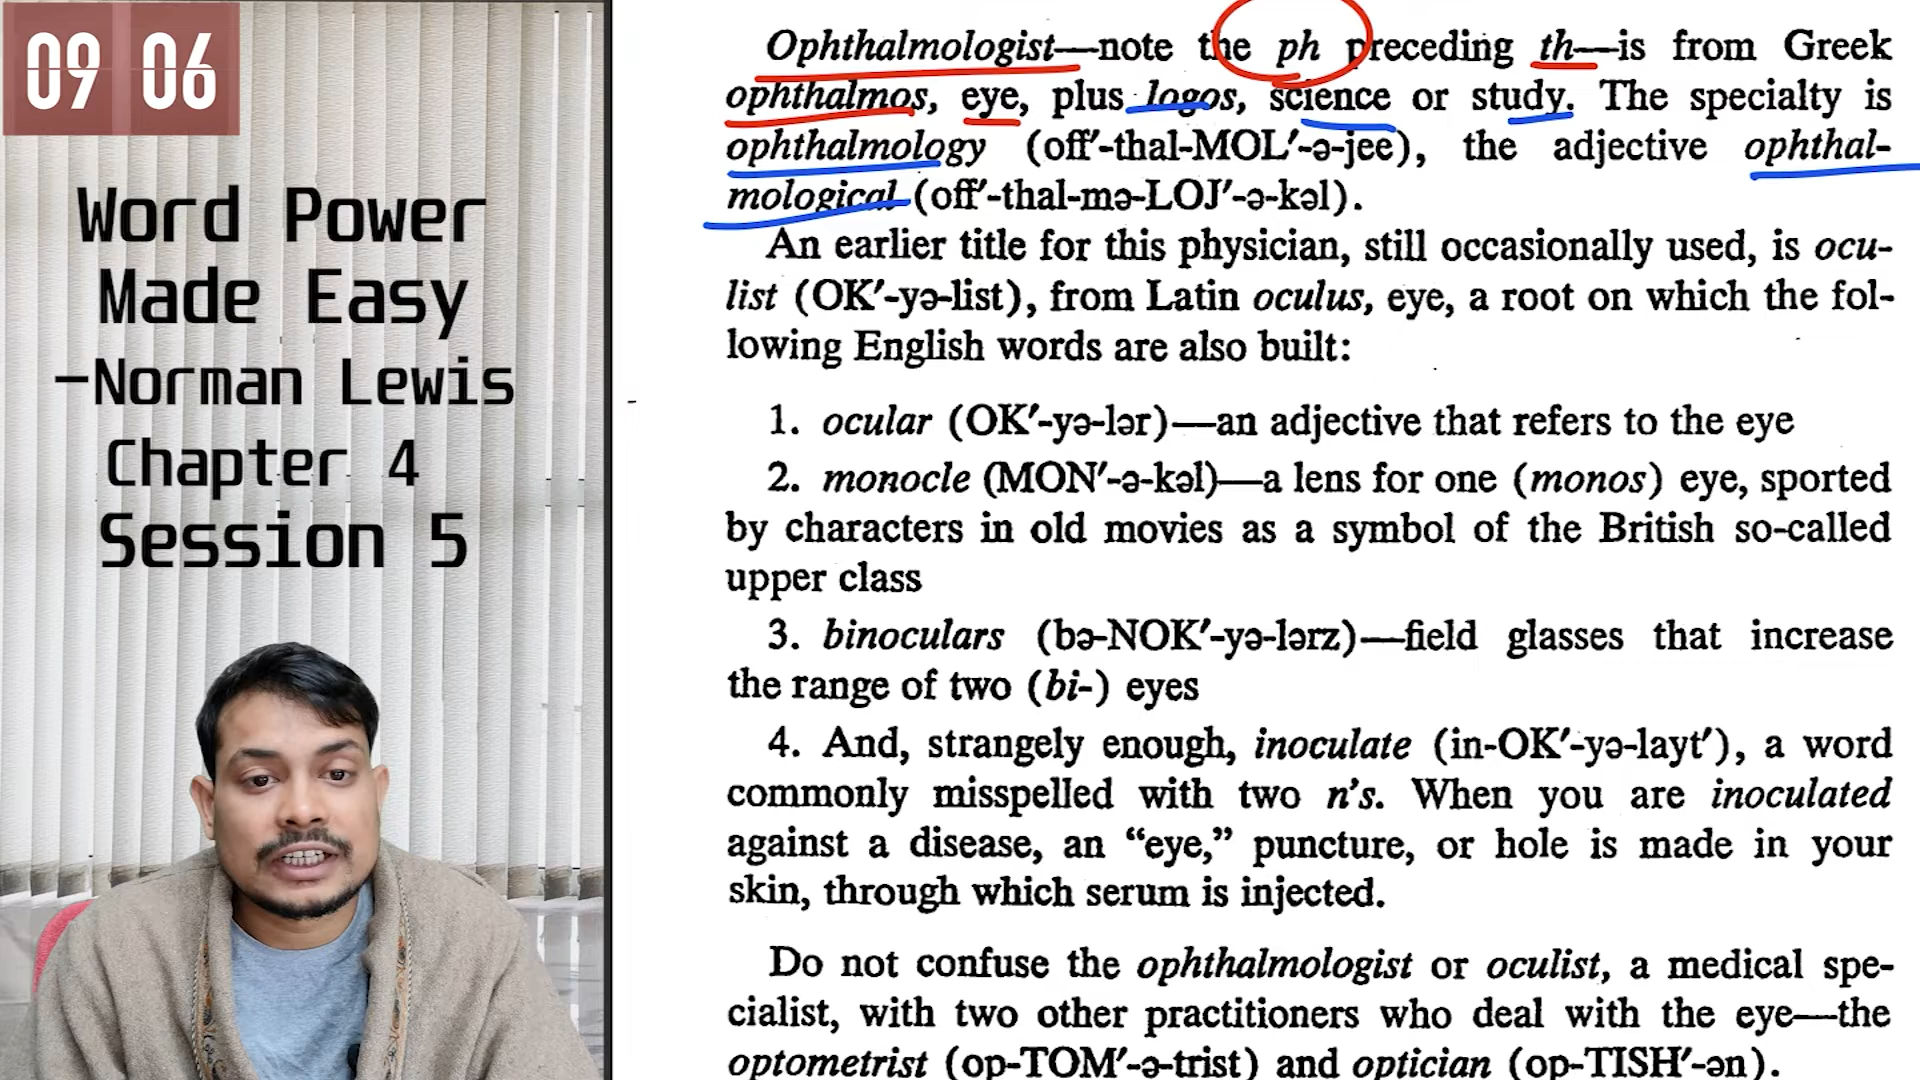 09 06
Word Power
Made Easy
-Norman Lewis
Chapter 4
Session 5
Ophthalmologist—note the ph preceding th—is from Greek
ophthalmos, eye, plus logos, science or study. The specialty is
ophthalmology (off′-thal-MOL′-ə-jee), the adjective ophthal-
mological (off′-thal-mə-LOJ′-ə-kəl).
An earlier title for this physician, still occasionally used, is ocu-
list (OK′-yə-list), from Latin oculus, eye, a root on which the fol-
lowing English words are also built:
1. ocular (OK′-yə-lər)—an adjective that refers to the eye
2. monocle (MON′-ə-kəl)—a lens for one (monos) eye, sported
by characters in old movies as a symbol of the British so-called
upper class
3. binoculars (bə-NOK′-yə-lərz)—field glasses that increase
the range of two (bi-) eyes
4. And, strangely enough, inoculate (in-OK′-yə-layt′), a word
commonly misspelled with two n's. When you are inoculated
against a disease, an “eye,” puncture, or hole is made in your
skin, through which serum is injected.
Do not confuse the ophthalmologist or oculist, a medical spe-
cialist, with two other practitioners who deal with the eye—the
optometrist (op-TOM′-ə-trist) and optician (op-TISH′-ən).